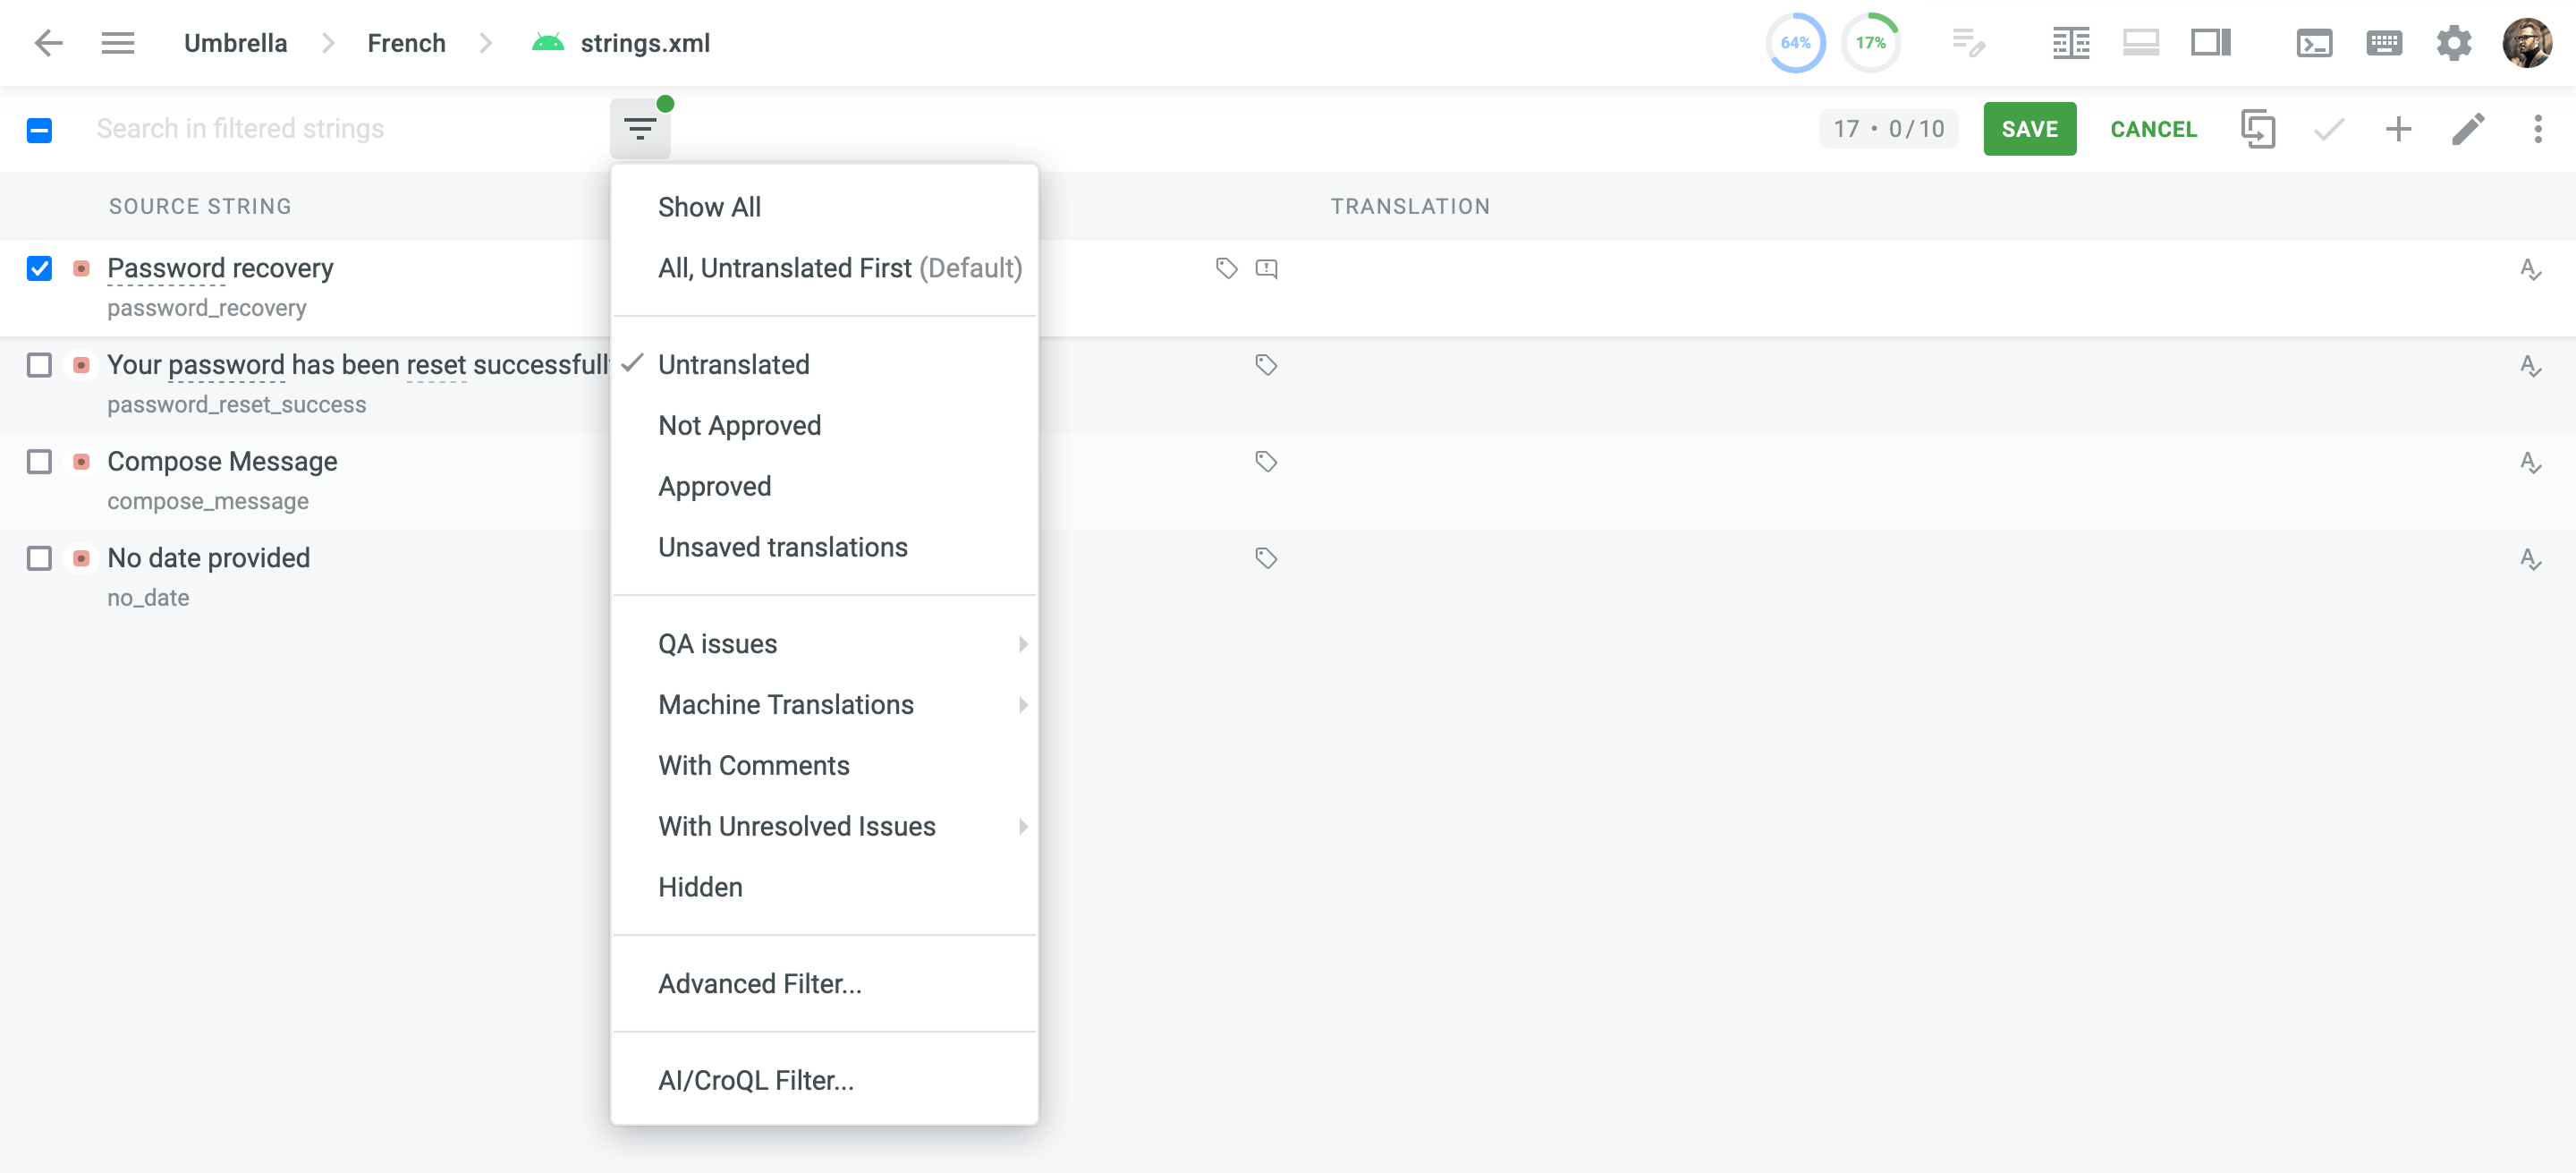 Umbrella French strings.xml 64% 17%
Search in filtered strings 17 • 0/10 SAVE CANCEL
SOURCE STRING TRANSLATION
Password recovery
password_recovery
Your password has been reset successfull
password_reset_success
Compose Message
compose_message
No date provided
no_date
Show All
All, Untranslated First (Default)
Untranslated
Not Approved
Approved
Unsaved translations
QA issues
Machine Translations
With Comments
With Unresolved Issues
Hidden
Advanced Filter...
AI/CroQL Filter...